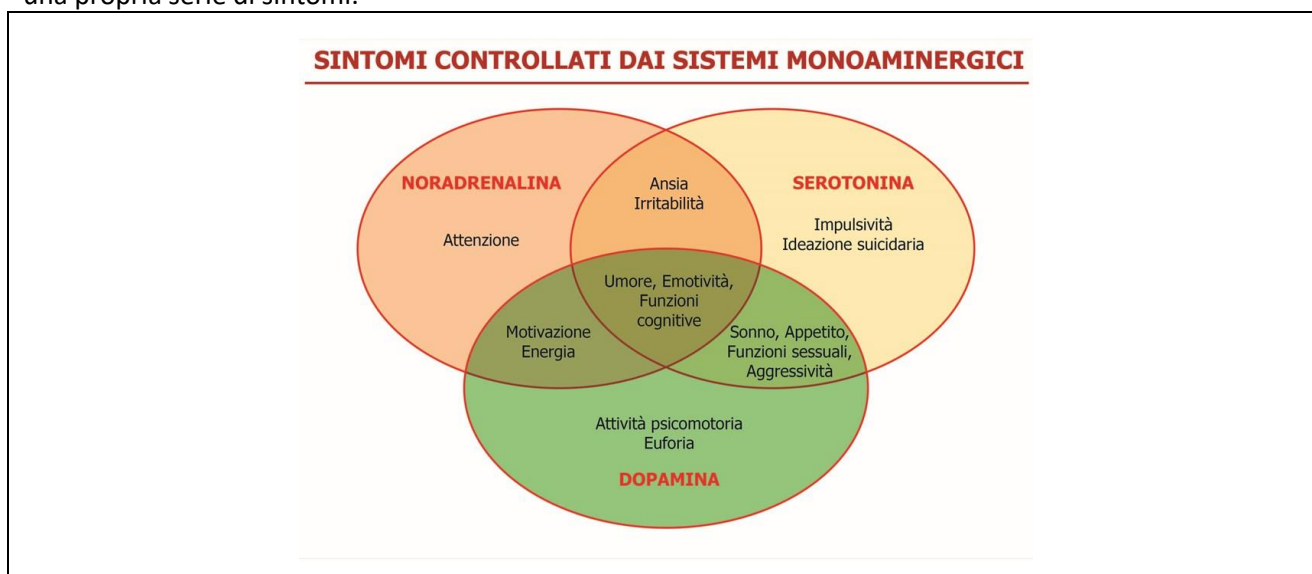 una propria serie di sintomi.
SINTOMI CONTROLLATI DAI SISTEMI MONOAMINERGICI
NORADRENALINA
Attenzione
Ansia
Irritabilità
SEROTONINA
Impulsività
Ideazione suicidaria
Umore, Emotività,
Funzioni
cognitive
Motivazione
Energia
Sonno, Appetito,
Funzioni sessuali,
Aggressività
Attività psicomotoria
Euforia
DOPAMINA